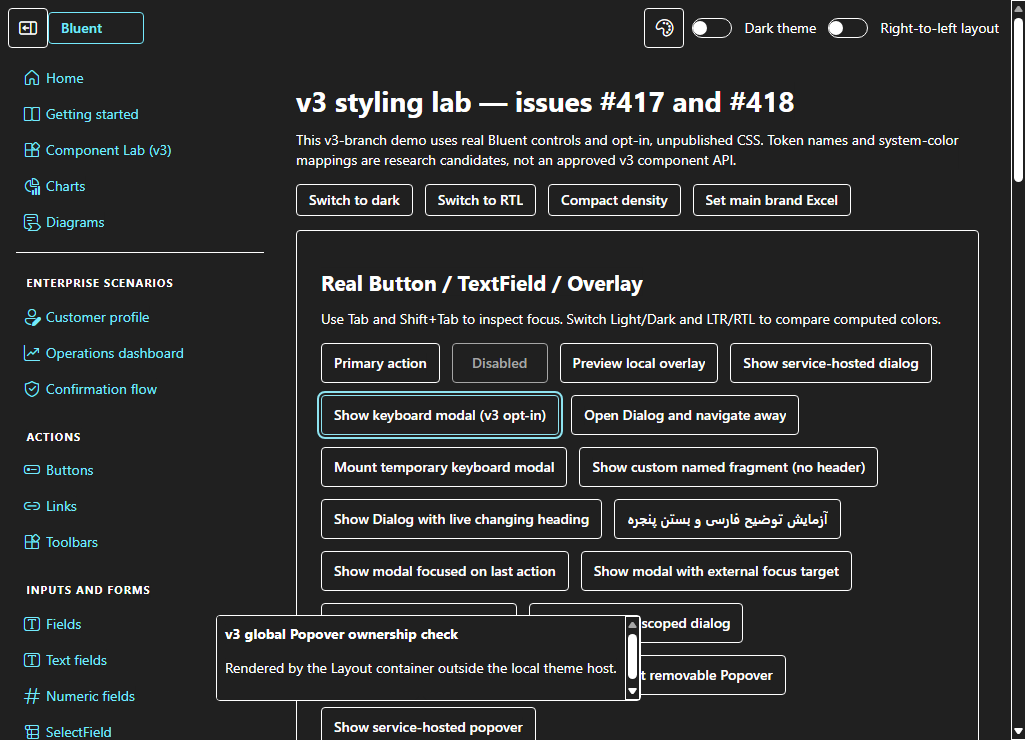 Bluent
Dark theme
Right-to-left layout
Home
Getting started
Component Lab (v3)
Charts
Diagrams
ENTERPRISE SCENARIOS
Customer profile
Operations dashboard
Confirmation flow
ACTIONS
Buttons
Links
Toolbars
INPUTS AND FORMS
Fields
Text fields
Numeric fields
SelectField
v3 styling lab — issues #417 and #418
This v3-branch demo uses real Bluent controls and opt-in, unpublished CSS. Token names and system-color
mappings are research candidates, not an approved v3 component API.
Switch to dark
Switch to RTL
Compact density
Set main brand Excel
Real Button / TextField / Overlay
Use Tab and Shift+Tab to inspect focus. Switch Light/Dark and LTR/RTL to compare computed colors.
Primary action
Disabled
Preview local overlay
Show service-hosted dialog
Show keyboard modal (v3 opt-in)
Open Dialog and navigate away
Mount temporary keyboard modal
Show custom named fragment (no header)
Show Dialog with live changing heading
آزمایش توضیح فارسی و بستن پنجره
Show modal focused on last action
Show modal with external focus target
scoped dialog
v3 global Popover ownership check
Rendered by the Layout container outside the local theme host.
removable Popover
Show service-hosted popover